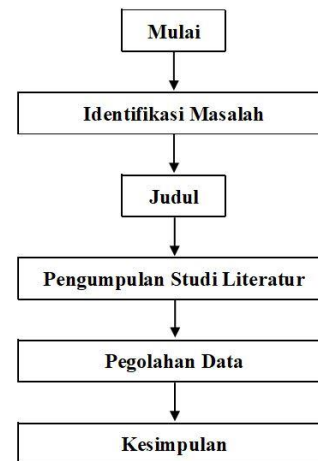 Mulai
Identifikasi Masalah
Judul
Pengumpulan Studi Literatur
Pegolahan Data
Kesimpulan